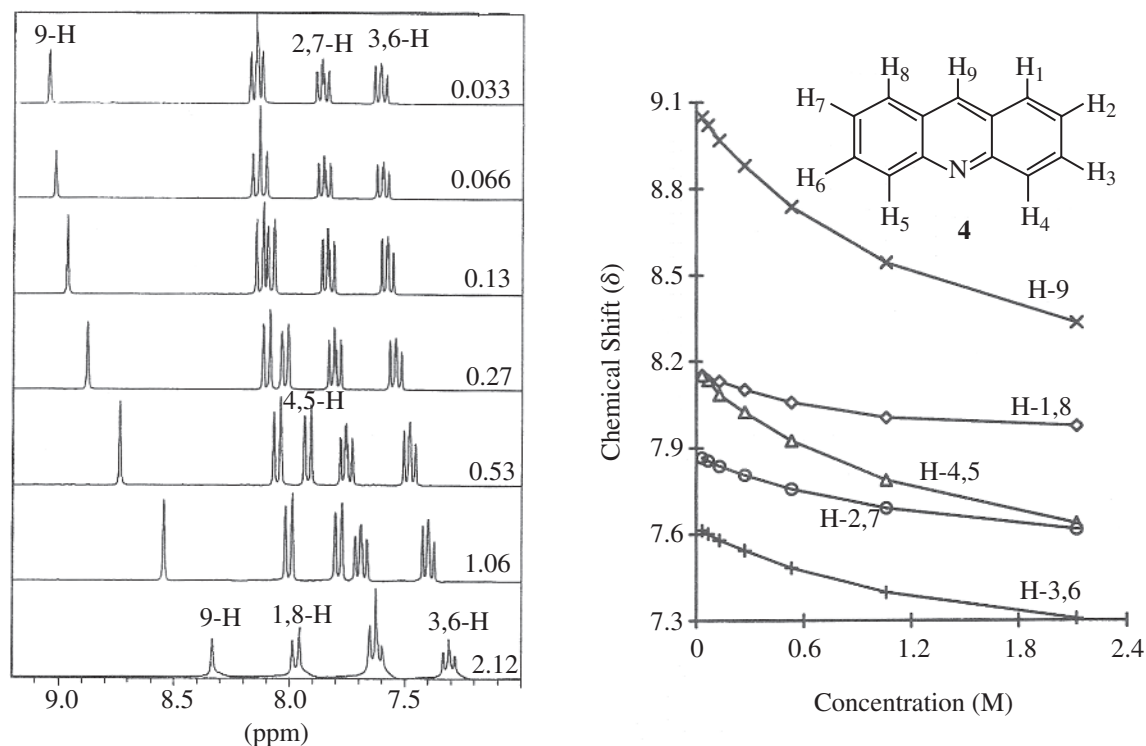 9-H
2,7-H
3,6-H
0.033
0.066
0.13
0.27
4,5-H
0.53
1.06
9-H
1,8-H
3,6-H
2.12
9.0
8.5
8.0
7.5
(ppm)
H8
H9
H1
H7
H2
H6
N
H3
H5
H4
4
9.1
8.8
8.5
8.2
7.9
7.6
7.3
Chemical Shift (δ)
H-9
H-1,8
H-4,5
H-2,7
H-3,6
0
0.6
1.2
1.8
2.4
Concentration (M)